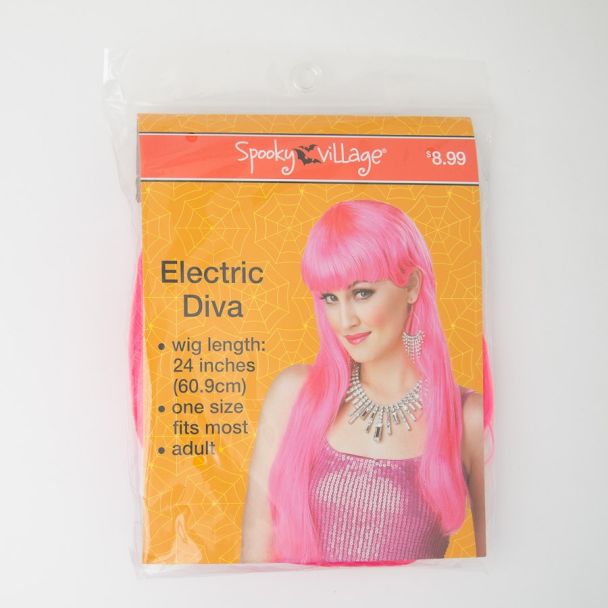 Spooky Village®
$8.99
Electric
Diva
• wig length:
24 inches
(60.9cm)
• one size
fits most
• adult